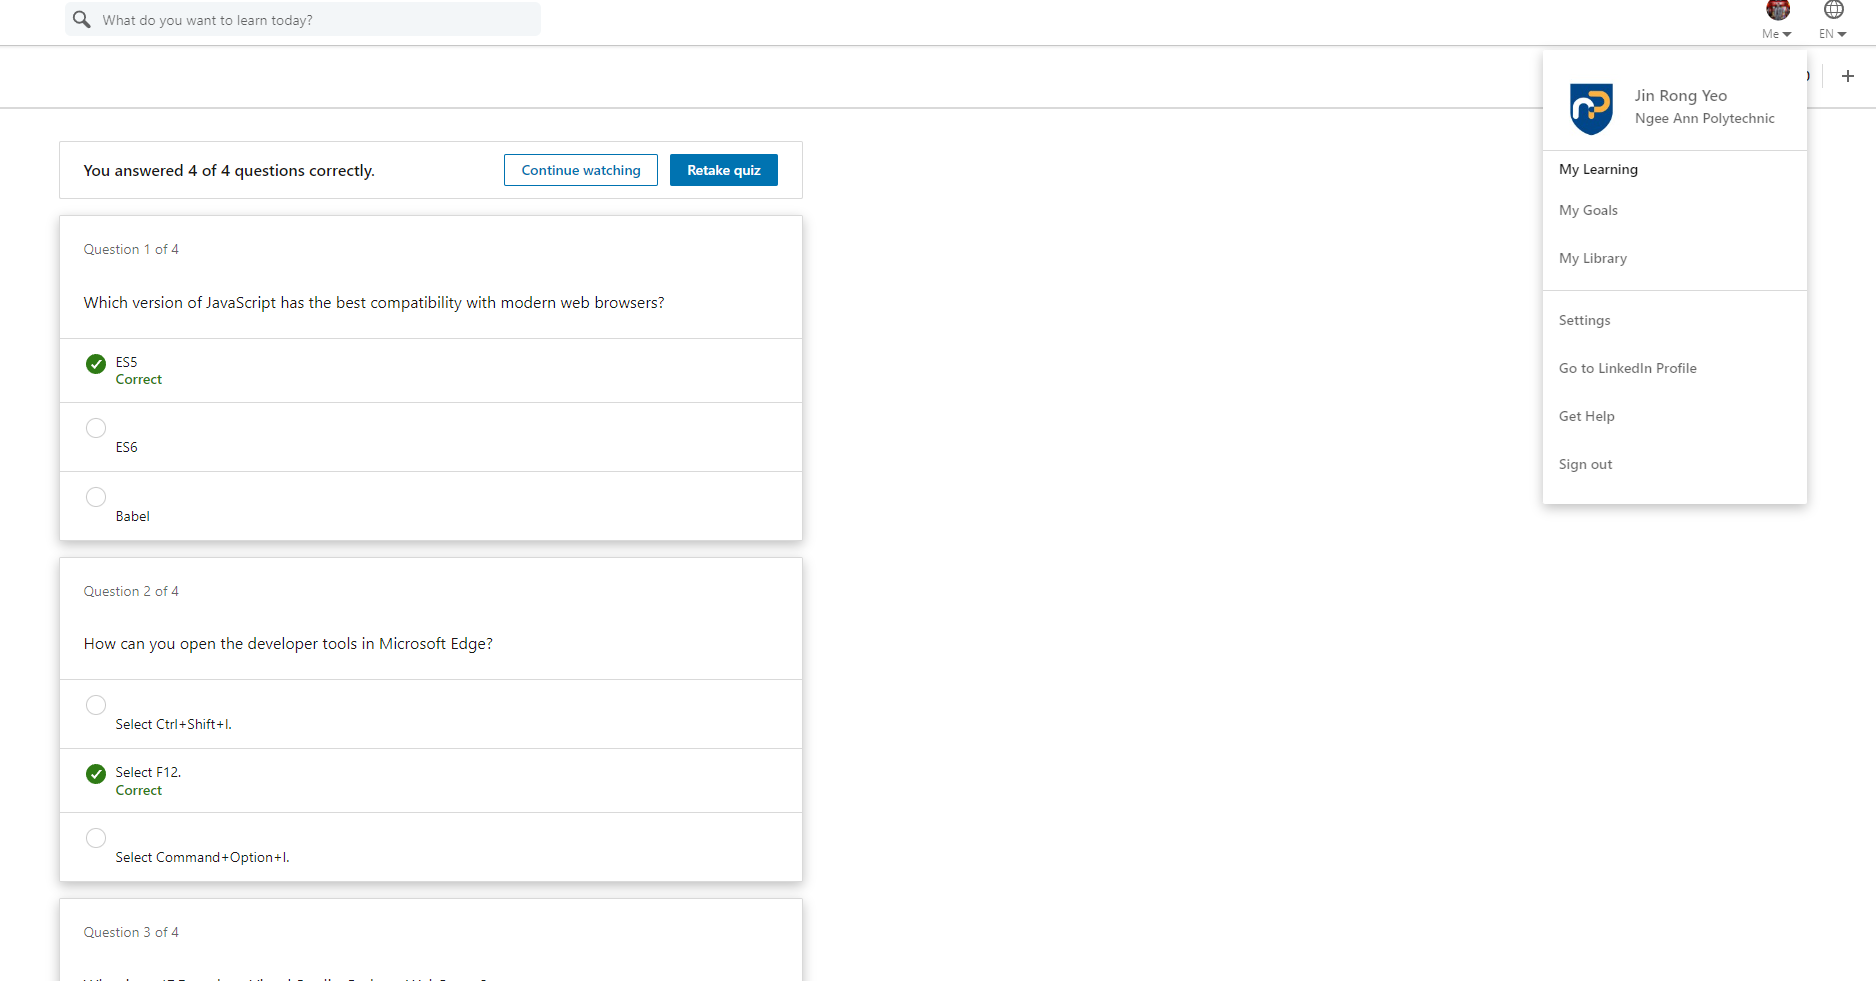 What do you want to learn today?
Me
EN
Jin Rong Yeo
Ngee Ann Polytechnic
My Learning
My Goals
My Library
Settings
Go to LinkedIn Profile
Get Help
Sign out
You answered 4 of 4 questions correctly.
Continue watching
Retake quiz
Question 1 of 4
Which version of JavaScript has the best compatibility with modern web browsers?
ES5
Correct
ES6
Babel
Question 2 of 4
How can you open the developer tools in Microsoft Edge?
Select Ctrl+Shift+I.
Select F12.
Correct
Select Command+Option+I.
Question 3 of 4